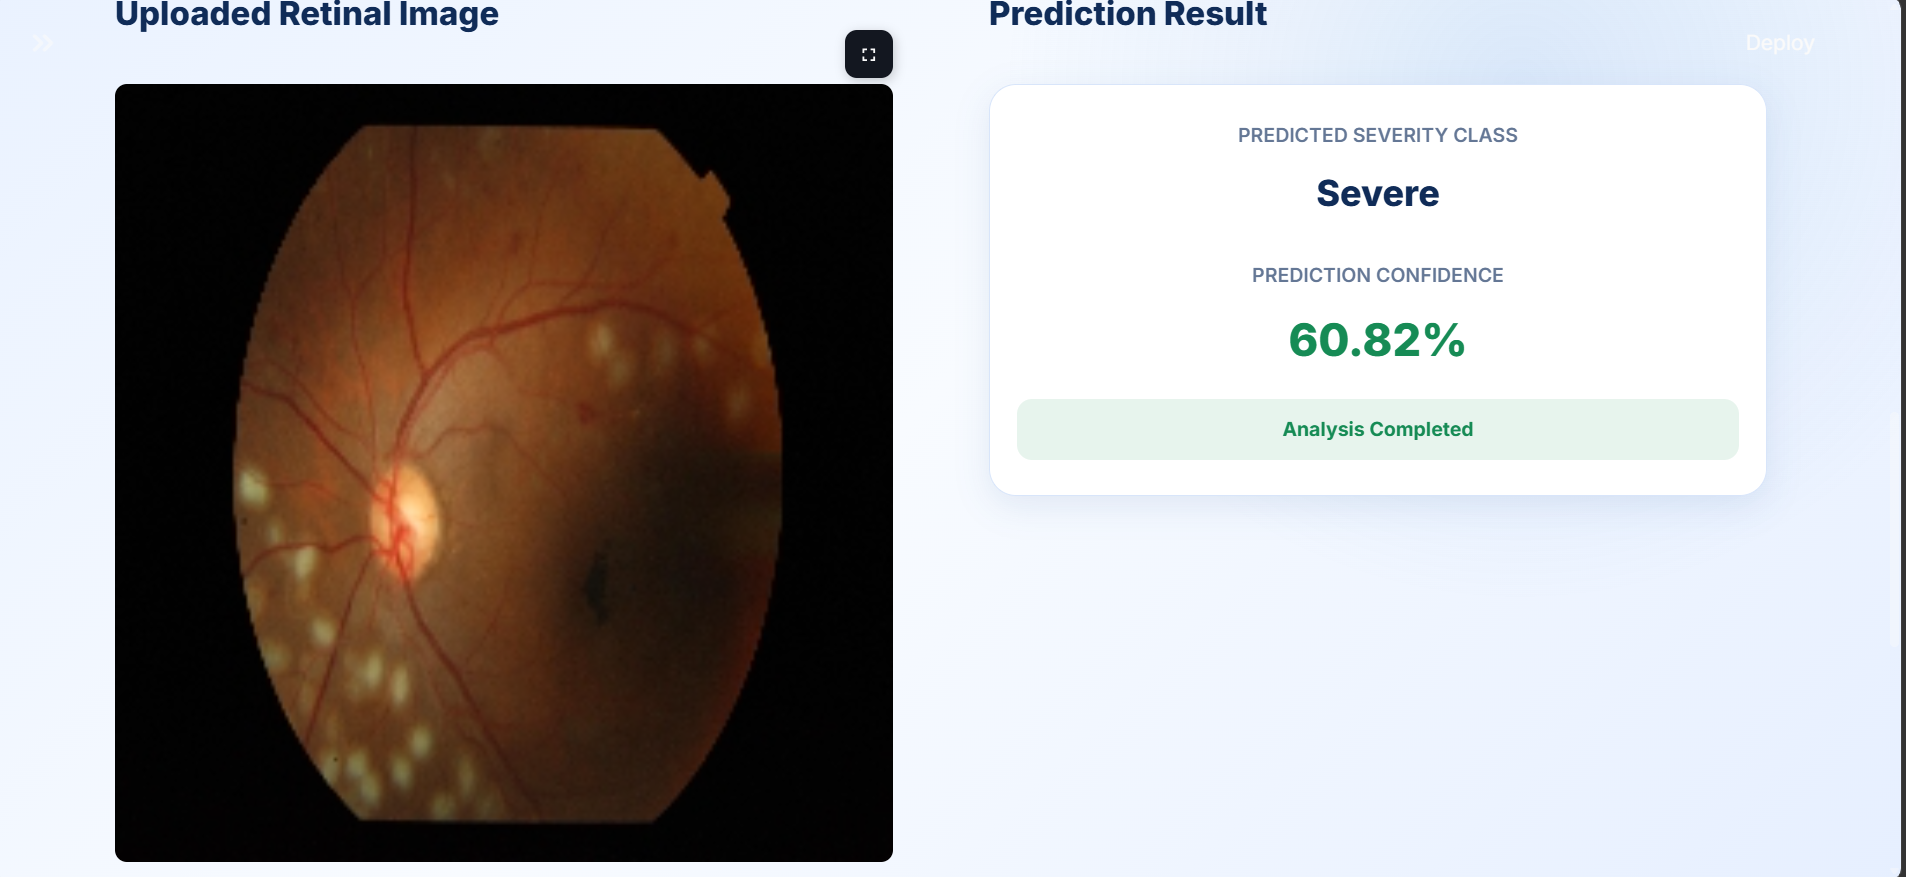 Uploaded Retinal Image
Prediction Result
Deploy
PREDICTED SEVERITY CLASS
Severe
PREDICTION CONFIDENCE
60.82%
Analysis Completed